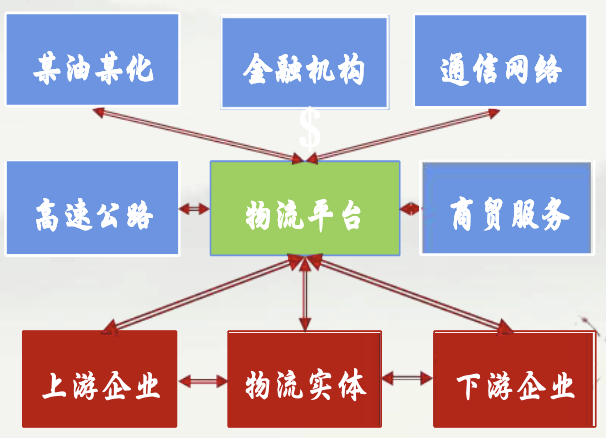 某油某化
金融机构
通信网络
$
高速公路
物流平台
商贸服务
上游企业
物流实体
下游企业